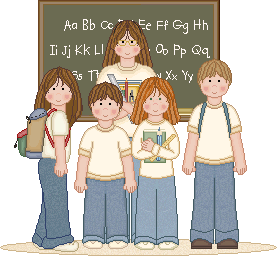 Aa Bb Cc Ee Ff Gg Hh
Ii Jj Kk Ll Oo Pp Qq
Ss Xx Yy